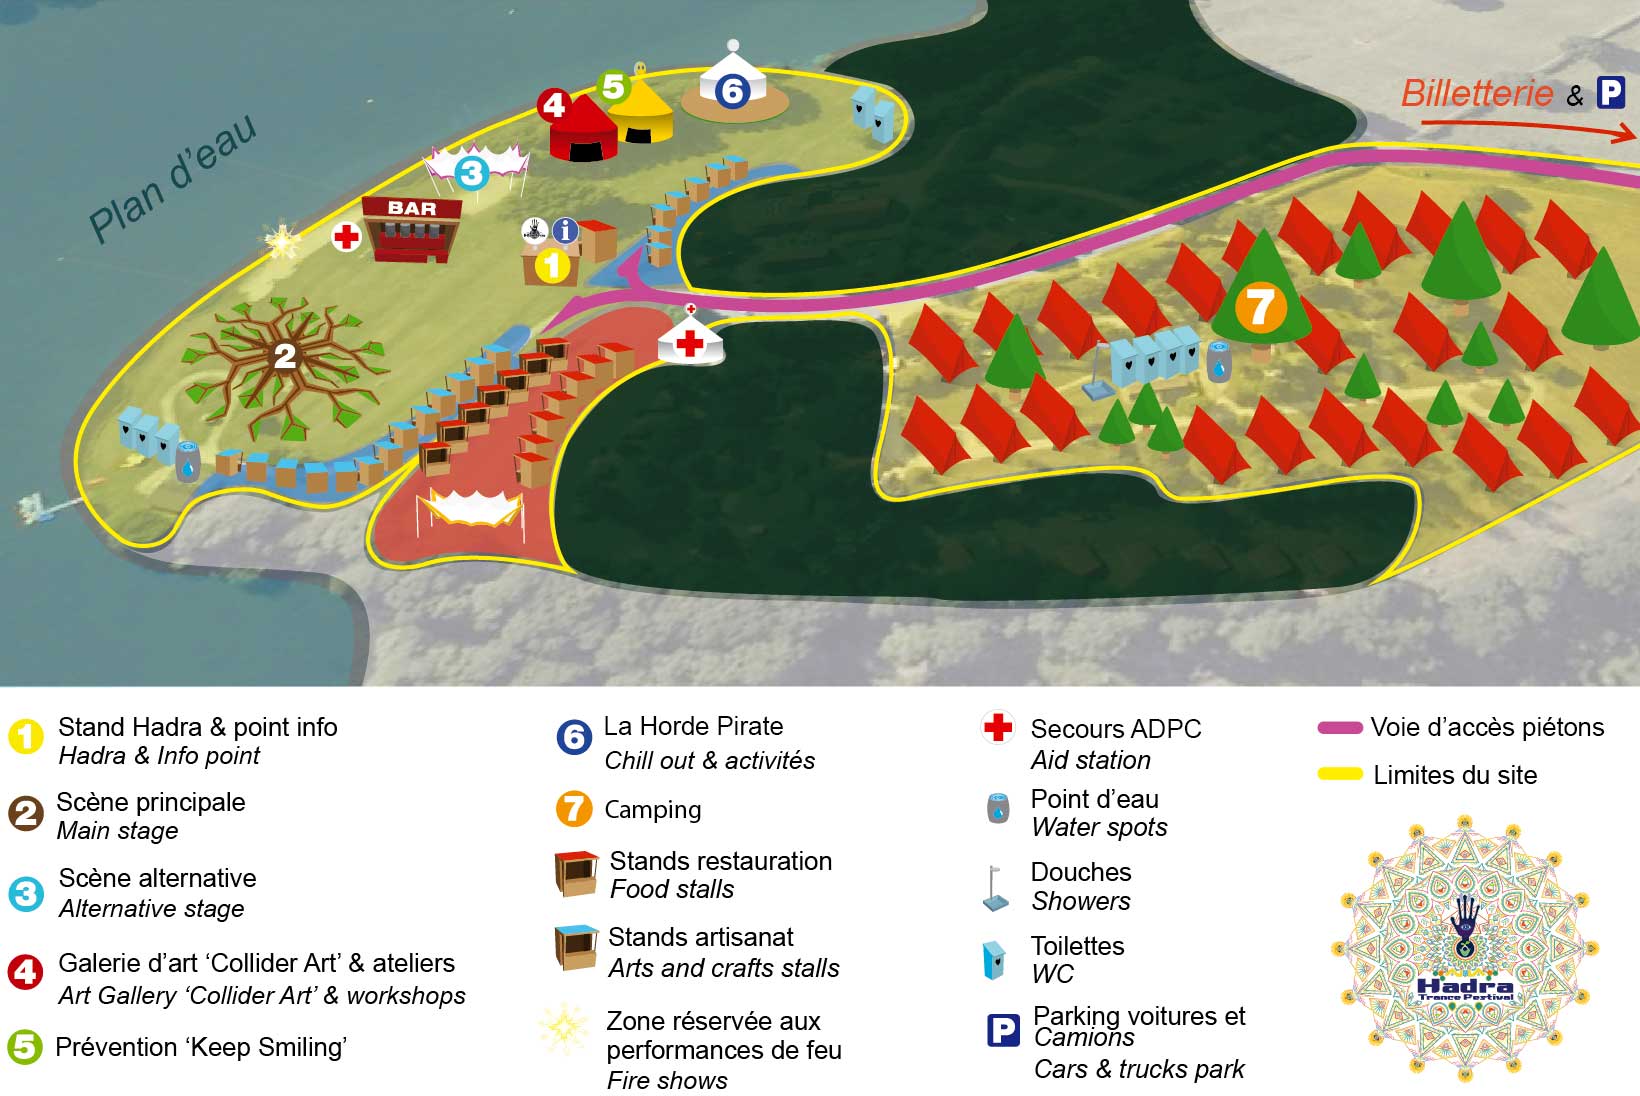 Billetterie & P
Plan d'eau
4
5
6
3
BAR
i
1
2
7
1 Stand Hadra & point info
Hadra & Info point
2 Scène principale
Main stage
3 Scène alternative
Alternative stage
4 Galerie d'art ‘Collider Art’ & ateliers
Art Gallery ‘Collider Art’ & workshops
5 Prévention ‘Keep Smiling’
6 La Horde Pirate
Chill out & activités
7 Camping
Stands restauration
Food stalls
Stands artisanat
Arts and crafts stalls
Zone réservée aux
performances de feu
Fire shows
Secours ADPC
Aid station
Point d'eau
Water spots
Douches
Showers
Toilettes
WC
P Parking voitures et
Camions
Cars & trucks park
Voie d'accès piétons
Limites du site
Hadra
Trance Festival